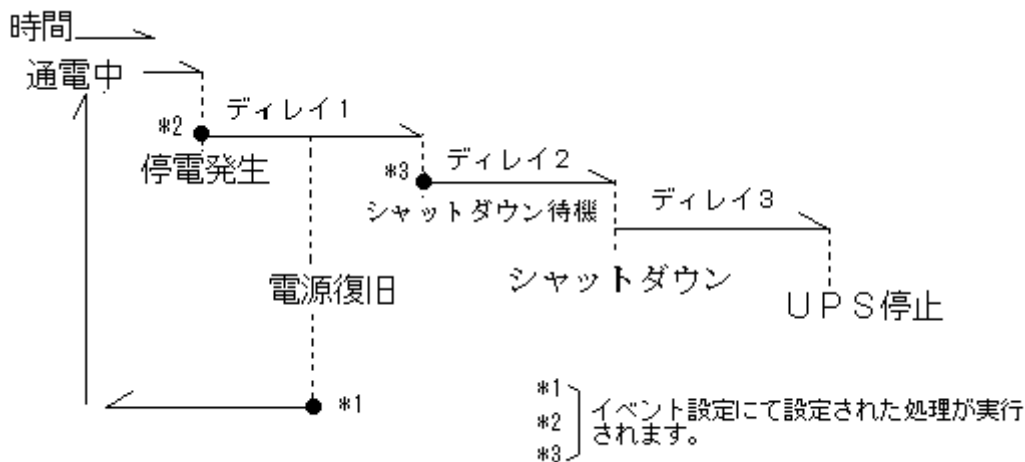 時間
通電中
ディレイ1
*2
停電発生
ディレイ2
*3
シャットダウン待機
ディレイ3
電源復旧
シャットダウン
UPS停止
*1
*1
*2
*3
イベント設定にて設定された処理が実行
されます。